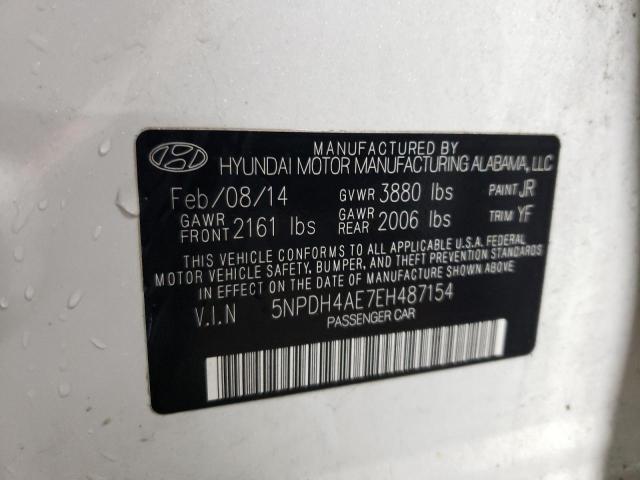 MANUFACTURED BY
HYUNDAI MOTOR MANUFACTURING ALABAMA, LLC
Feb/08/14 GVWR 3880 lbs PAINT JR
GAWR FRONT 2161 lbs GAWR REAR 2006 lbs TRIM YF
THIS VEHICLE CONFORMS TO ALL APPLICABLE U.S.A. FEDERAL
MOTOR VEHICLE SAFETY, BUMPER, AND THEFT PREVENTION STANDARDS
IN EFFECT ON THE DATE OF MANUFACTURE SHOWN ABOVE.
V.I.N 5NPDH4AE7EH487154
PASSENGER CAR